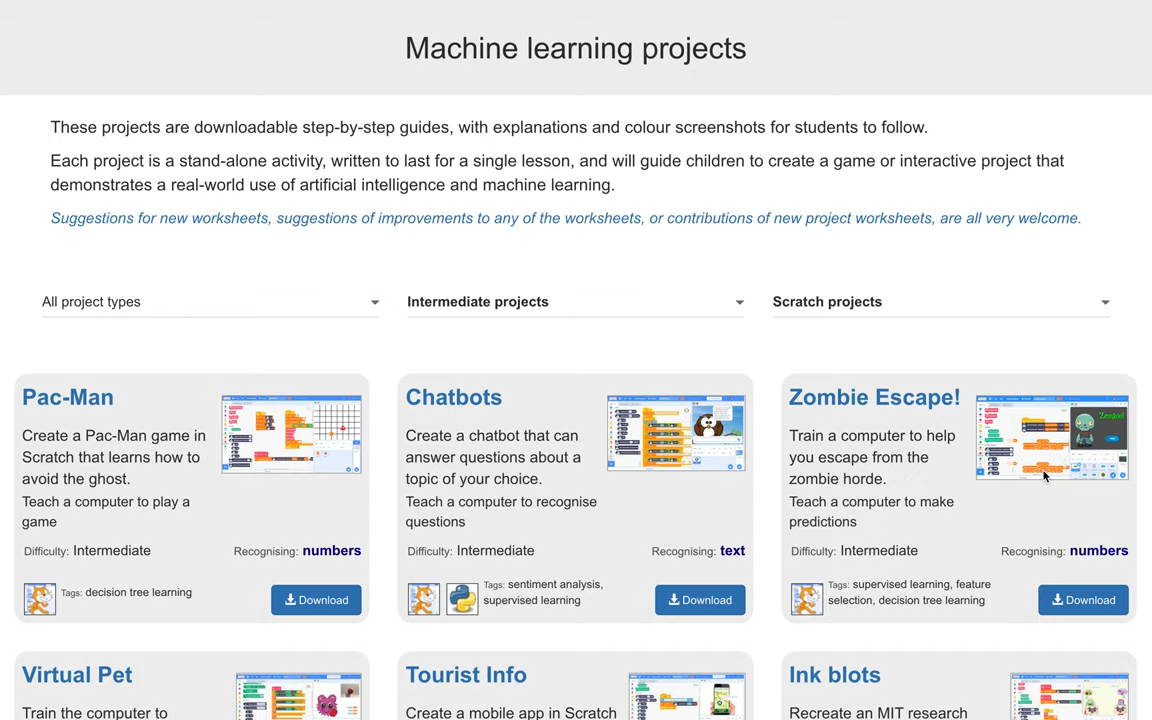 Machine learning projects
These projects are downloadable step-by-step guides, with explanations and colour screenshots for students to follow.
Each project is a stand-alone activity, written to last for a single lesson, and will guide children to create a game or interactive project that
demonstrates a real-world use of artificial intelligence and machine learning.
Suggestions for new worksheets, suggestions of improvements to any of the worksheets, or contributions of new project worksheets, are all very welcome.
All project types
Intermediate projects
Scratch projects
Pac-Man
Create a Pac-Man game in
Scratch that learns how to
avoid the ghost.
Teach a computer to play a
game
Difficulty: Intermediate
Recognising: numbers
Tags: decision tree learning
Download
Chatbots
Create a chatbot that can
answer questions about a
topic of your choice.
Teach a computer to recognise
questions
Difficulty: Intermediate
Recognising: text
Tags: sentiment analysis,
supervised learning
Download
Zombie Escape!
Train a computer to help
you escape from the
zombie horde.
Teach a computer to make
predictions
Difficulty: Intermediate
Recognising: numbers
Tags: supervised learning, feature
selection, decision tree learning
Download
Virtual Pet
Train the computer to
Tourist Info
Create a mobile app in Scratch
Ink blots
Recreate an MIT research